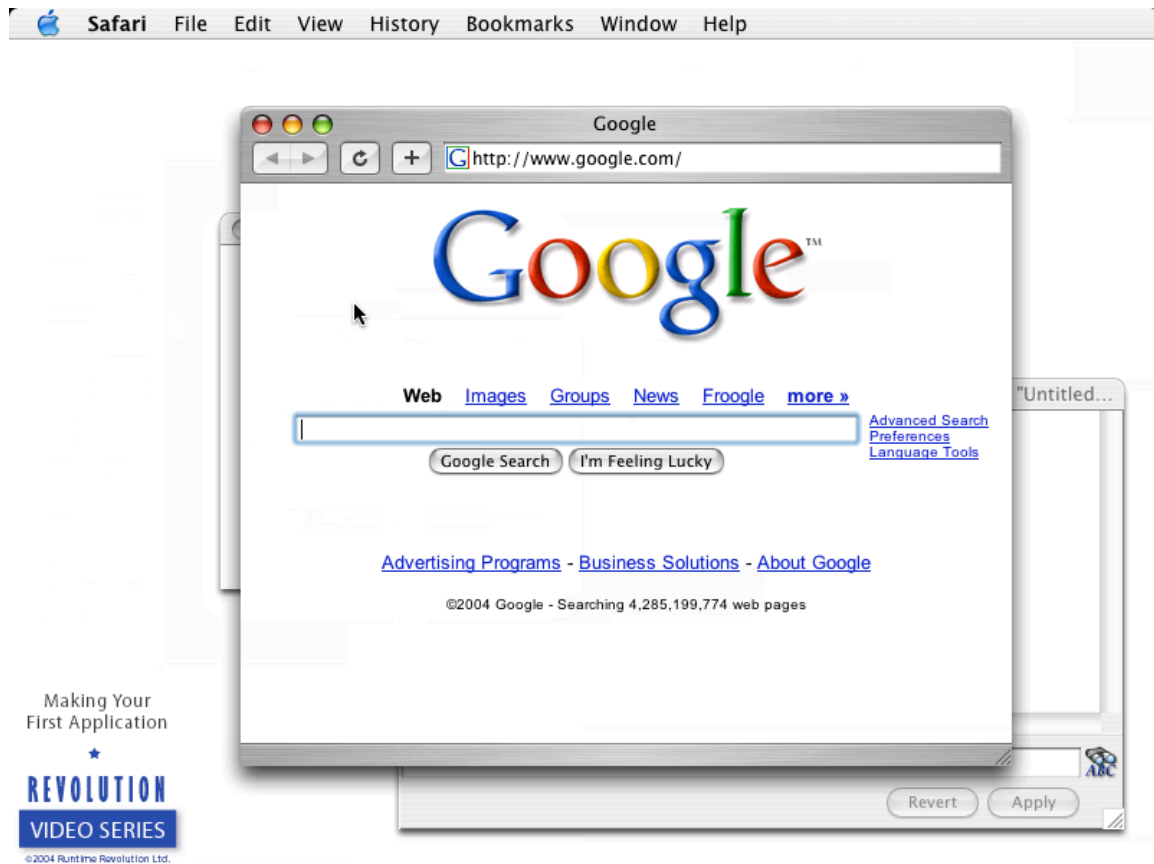 Safari File Edit View History Bookmarks Window Help
Google
http://www.google.com/
Google™
Web Images Groups News Froogle more »
"Untitled...
Advanced Search
Preferences
Language Tools
Google Search I'm Feeling Lucky
Advertising Programs - Business Solutions - About Google
©2004 Google - Searching 4,285,199,774 web pages
Making Your
First Application
REVOLUTION
VIDEO SERIES
©2004 Runtime Revolution Ltd.
ABC
Revert Apply